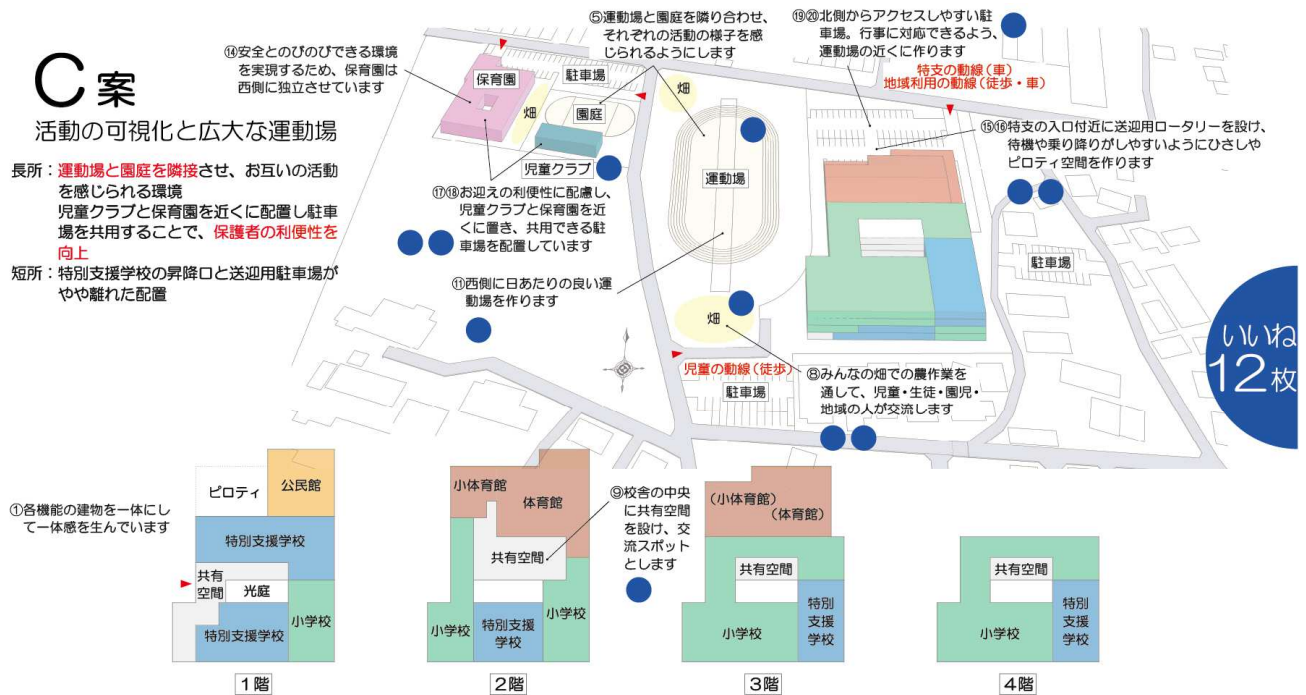 C案
活動の可視化と広大な運動場
長所：運動場と園庭を隣接させ、お互いの活動
を感じられる環境
児童クラブと保育園を近くに配置し駐車
場を共用することで、保護者の利便性を
向上
短所：特別支援学校の昇降口と送迎用駐車場が
やや離れた配置
⑭安全とのびのびできる環境
を実現するため、保育園は
西側に独立させています
⑤運動場と園庭を隣り合わせ、
それぞれの活動の様子を感
じられるようにします
⑲⑳北側からアクセスしやすい駐
車場。行事に対応できるよう、
運動場の近くに作ります
特支の動線（車）
地域利用の動線（徒歩・車）
⑮⑯特支の入口付近に送迎用ロータリーを設け、
待機や乗り降りがしやすいようにひさしや
ピロティ空間を作ります
保育園
駐車場
畑
園庭
児童クラブ
畑
運動場
⑰⑱お迎えの利便性に配慮し、
児童クラブと保育園を近
くに置き、共用できる駐
車場を配置しています
駐車場
⑪西側に日あたりの良い運
動場を作ります
畑
児童の動線（徒歩）
駐車場
⑧みんなの畑での農作業を
通して、児童・生徒・園児・
地域の人が交流します
いいね
12枚
①各機能の建物を一体にし
て一体感を生んでいます
ピロティ
公民館
特別支援学校
共有
空間
光庭
特別支援学校
小学校
1階
小体育館
体育館
共有空間
小学校
特別支援
学校
小学校
2階
⑨校舎の中央
に共有空間
を設け、交
流スポット
とします
（小体育館）
（体育館）
共有空間
小学校
特別
支援
学校
3階
共有空間
小学校
特別
支援
学校
4階